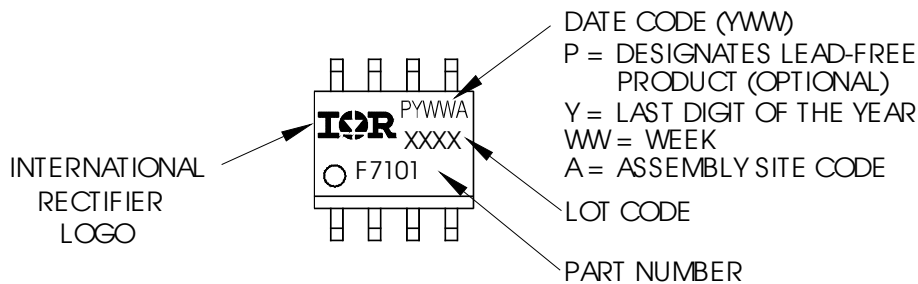 DATE CODE (YWW)
P = DESIGNATES LEAD-FREE
PRODUCT (OPTIONAL)
Y = LAST DIGIT OF THE YEAR
WW = WEEK
A = ASSEMBLY SITE CODE
LOT CODE
PART NUMBER
INTERNATIONAL
RECTIFIER
LOGO
IOR
PYWWA
XXXX
F7101